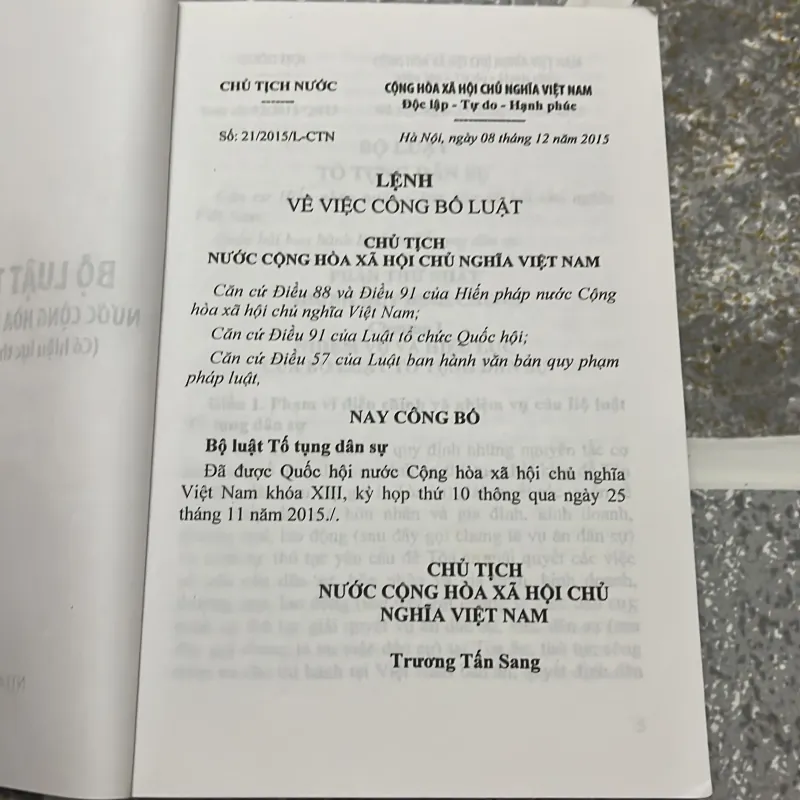 CHỦ TỊCH NƯỚC
CỘNG HÒA XÃ HỘI CHỦ NGHĨA VIỆT NAM
Độc lập - Tự do - Hạnh phúc
Số: 21/2015/L-CTN
Hà Nội, ngày 08 tháng 12 năm 2015
LỆNH
VỀ VIỆC CÔNG BỐ LUẬT
CHỦ TỊCH
NƯỚC CỘNG HÒA XÃ HỘI CHỦ NGHĨA VIỆT NAM
Căn cứ Điều 88 và Điều 91 của Hiến pháp nước Cộng
hòa xã hội chủ nghĩa Việt Nam;
Căn cứ Điều 91 của Luật tổ chức Quốc hội;
Căn cứ Điều 57 của Luật ban hành văn bản quy phạm
pháp luật,
NAY CÔNG BỐ
Bộ luật Tố tụng dân sự
Đã được Quốc hội nước Cộng hòa xã hội chủ nghĩa
Việt Nam khóa XIII, kỳ họp thứ 10 thông qua ngày 25
tháng 11 năm 2015./.
CHỦ TỊCH
NƯỚC CỘNG HÒA XÃ HỘI CHỦ
NGHĨA VIỆT NAM
Trương Tấn Sang